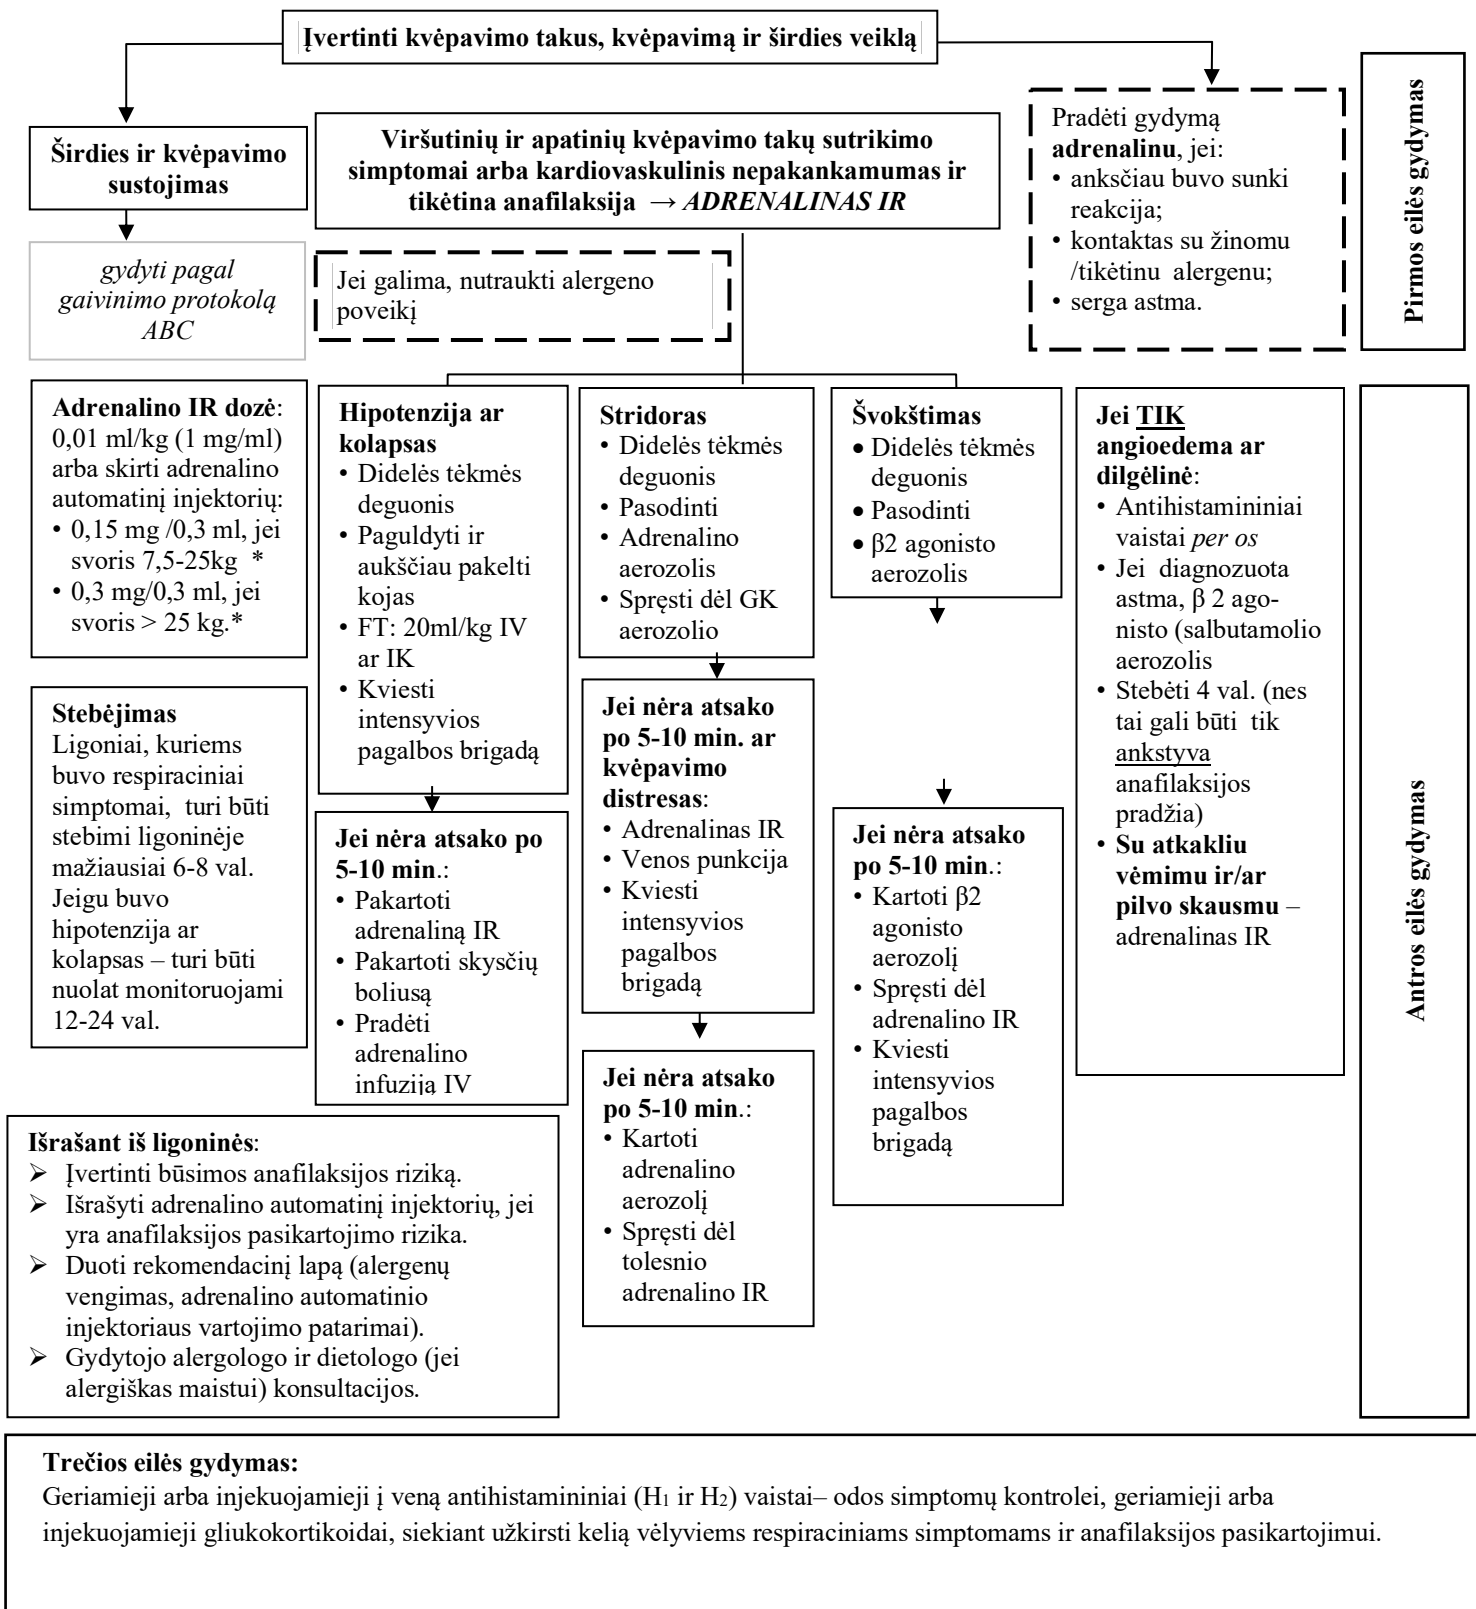 Įvertinti kvėpavimo takus, kvėpavimą ir širdies veiklą
Širdies ir kvėpavimo
sustojimas
gydyti pagal
gaivinimo protokolą
ABC
Viršutinių ir apatinių kvėpavimo takų sutrikimo
simptomai arba kardiovaskulinis nepakankamumas ir
tikėtina anafilaksija → ADRENALINAS IR
Jei galima, nutraukti alergeno
poveikį
Pradėti gydymą
adrenalinu, jei:
• anksčiau buvo sunki
reakcija;
• kontaktas su žinomu
/tikėtinu alergenu;
• serga astma.
Pirmos eilės gydymas
Adrenalino IR dozė:
0,01 ml/kg (1 mg/ml)
arba skirti adrenalino
automatinį injektorių:
• 0,15 mg /0,3 ml, jei
svoris 7,5-25kg *
• 0,3 mg/0,3 ml, jei
svoris > 25 kg.*
Stebėjimas
Ligoniai, kuriems
buvo respiraciniai
simptomai, turi būti
stebimi ligoninėje
mažiausiai 6-8 val.
Jeigu buvo
hipotenzija ar
kolapsas – turi būti
nuolat monitoruojami
12-24 val.
Hipotenzija ar
kolapsas
• Didelės tėkmės
deguonis
• Paguldyti ir
aukščiau pakelti
kojas
• FT: 20ml/kg IV
ar IK
• Kviesti
intensyvios
pagalbos brigadą
Jei nėra atsako po
5-10 min.:
• Pakartoti
adrenaliną IR
• Pakartoti skysčių
boliusą
• Pradėti
adrenalino
infuziją IV
Stridoras
• Didelės tėkmės
deguonis
• Pasodinti
• Adrenalino
aerozolis
• Spręsti dėl GK
aerozolio
Jei nėra atsako
po 5-10 min. ar
kvėpavimo
distresas:
• Adrenalinas IR
• Venos punkcija
• Kviesti
intensyvios
pagalbos
brigadą
Jei nėra atsako
po 5-10 min.:
• Kartoti
adrenalino
aerozolį
• Spręsti dėl
tolesnio
adrenalino IR
Švokštimas
• Didelės tėkmės
deguonis
• Pasodinti
• β2 agonisto
aerozolis
Jei nėra atsako
po 5-10 min.:
• Kartoti β2
agonisto
aerozolį
• Spręsti dėl
adrenalino IR
• Kviesti
intensyvios
pagalbos
brigadą
Jei TIK
angioedema ar
dilgėlinė:
• Antihistamininiai
vaistai per os
• Jei diagnozuota
astma, β 2 ago-
nisto (salbutamolio
aerozolis
• Stebėti 4 val. (nes
tai gali būti tik
ankstyva
anafilaksijos
pradžia)
• Su atkakliu
vėmimu ir/ar
pilvo skausmu –
adrenalinas IR
Antros eilės gydymas
Išrašant iš ligoninės:
➢ Įvertinti būsimos anafilaksijos riziką.
➢ Išrašyti adrenalino automatinį injektorių, jei
yra anafilaksijos pasikartojimo rizika.
➢ Duoti rekomendacinį lapą (alergenų
vengimas, adrenalino automatinio
injektoriaus vartojimo patarimai).
➢ Gydytojo alergologo ir dietologo (jei
alergiškas maistui) konsultacijos.
Trečios eilės gydymas:
Geriamieji arba injekuojamieji į veną antihistamininiai (H₁ ir H₂) vaistai– odos simptomų kontrolei, geriamieji arba
injekuojamieji gliukokortikoidai, siekiant užkirsti kelią vėlyviems respiraciniams simptomams ir anafilaksijos pasikartojimui.